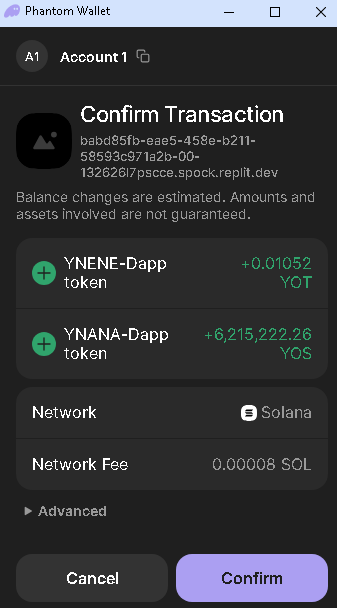 Phantom Wallet
A1 Account 1
Confirm Transaction
babd85fb-eae5-458e-b211-
58593c971a2b-00-
132626l7pscce.spock.replit.dev
Balance changes are estimated. Amounts and
assets involved are not guaranteed.
YNENE-Dapp +0.01052
token YOT
YNANA-Dapp +6,215,222.26
token YOS
Network Solana
Network Fee 0.00008 SOL
Advanced
Cancel Confirm